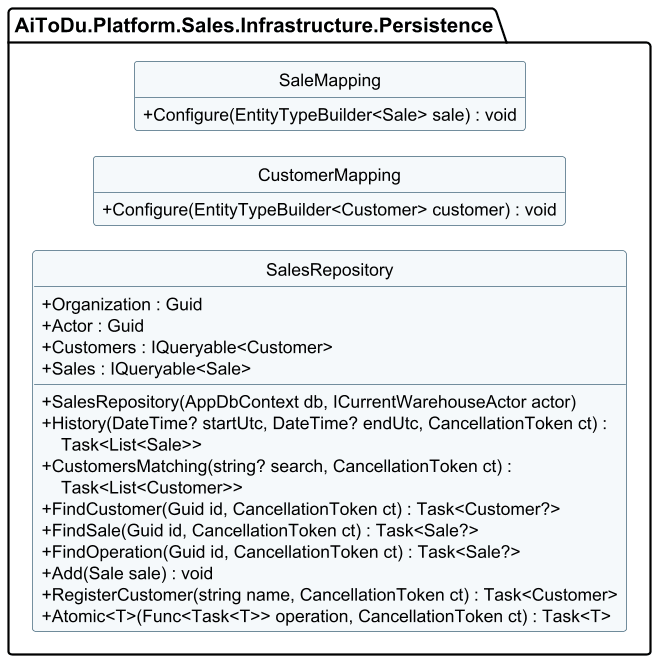 AiToDu.Platform.Sales.Infrastructure.Persistence
SaleMapping
+Configure(EntityTypeBuilder<Sale> sale) : void
CustomerMapping
+Configure(EntityTypeBuilder<Customer> customer) : void
SalesRepository
+Organization : Guid
+Actor : Guid
+Customers : IQueryable<Customer>
+Sales : IQueryable<Sale>
+SalesRepository(AppDbContext db, ICurrentWarehouseActor actor)
+History(DateTime? startUtc, DateTime? endUtc, CancellationToken ct) :
Task<List<Sale>>
+CustomersMatching(string? search, CancellationToken ct) :
Task<List<Customer>>
+FindCustomer(Guid id, CancellationToken ct) : Task<Customer?>
+FindSale(Guid id, CancellationToken ct) : Task<Sale?>
+FindOperation(Guid id, CancellationToken ct) : Task<Sale?>
+Add(Sale sale) : void
+RegisterCustomer(string name, CancellationToken ct) : Task<Customer>
+Atomic<T>(Func<Task<T>> operation, CancellationToken ct) : Task<T>